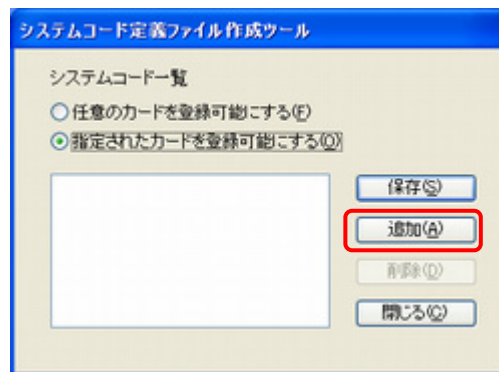 システムコード定義ファイル作成ツール
システムコード一覧
任意のカードを登録可能にする(F)
指定されたカードを登録可能にする(O)
保存(S)
追加(A)
削除(D)
閉じる(C)